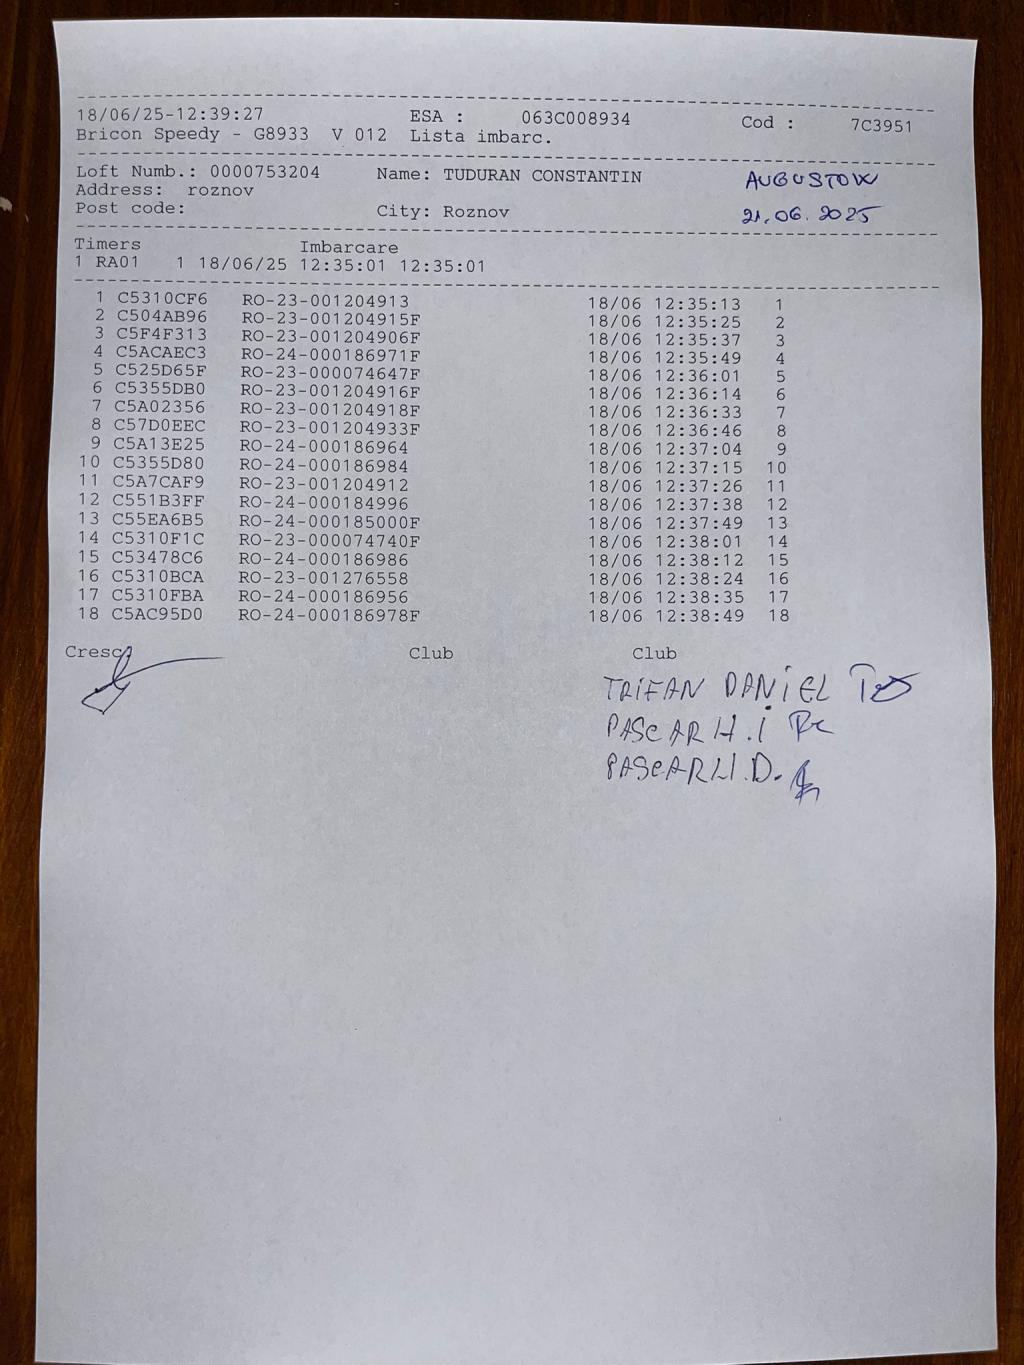 18/06/25-12:39:27 ESA : 063C008934 Cod : 7C3951
Bricon Speedy - G8933 V 012 Lista imbarc.
Loft Numb.: 0000753204 Name: TUDURAN CONSTANTIN AUGUSTOW
Address: roznov
Post code: City: Roznov 21.06.2025
Timers Imbarcare
1 RA01 1 18/06/25 12:35:01 12:35:01
1 C5310CF6 RO-23-001204913 18/06 12:35:13 1
2 C504AB96 RO-23-001204915F 18/06 12:35:25 2
3 C5F4F313 RO-23-001204906F 18/06 12:35:37 3
4 C5ACAEC3 RO-24-000186971F 18/06 12:35:49 4
5 C525D65F RO-23-000074647F 18/06 12:36:01 5
6 C5355DB0 RO-23-001204916F 18/06 12:36:14 6
7 C5A02356 RO-23-001204918F 18/06 12:36:33 7
8 C57D0EEC RO-23-001204933F 18/06 12:36:46 8
9 C5A13E25 RO-24-000186964 18/06 12:37:04 9
10 C5355D80 RO-24-000186984 18/06 12:37:15 10
11 C5A7CAF9 RO-23-001204912 18/06 12:37:26 11
12 C551B3FF RO-24-000184996 18/06 12:37:38 12
13 C55EA6B5 RO-24-000185000F 18/06 12:37:49 13
14 C5310F1C RO-23-000074740F 18/06 12:38:01 14
15 C53478C6 RO-24-000186986 18/06 12:38:12 15
16 C5310BCA RO-23-001276558 18/06 12:38:24 16
17 C5310FBA RO-24-000186956 18/06 12:38:35 17
18 C5AC95D0 RO-24-000186978F 18/06 12:38:49 18
Cresc Club Club
TRIFAN DANIEL
PASCARH.I
PASCARH.D.